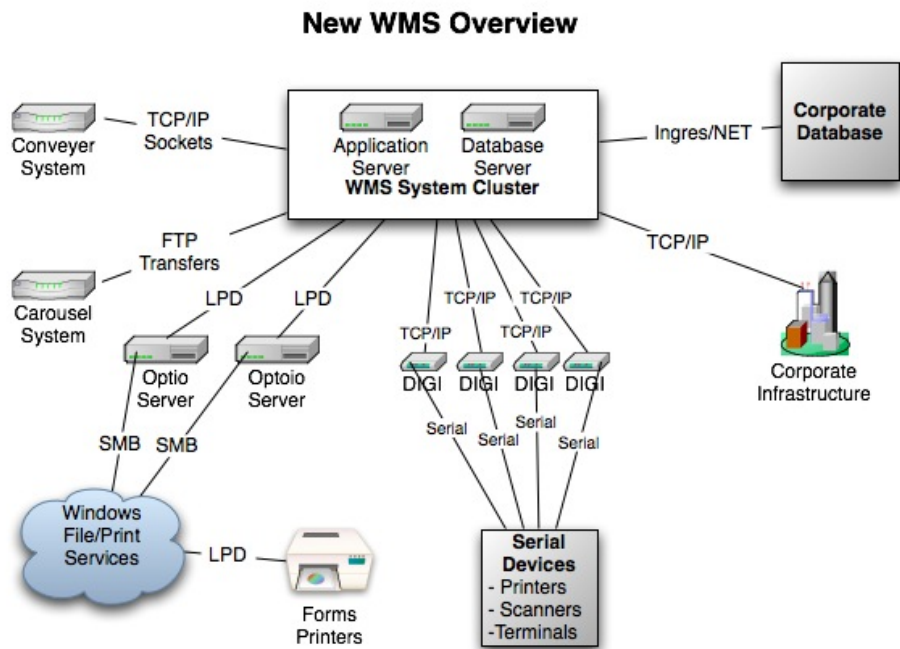 New WMS Overview
TCP/IP
Sockets
Conveyer
System
Application
Server
Database
Server
WMS System Cluster
Ingres/NET
Corporate
Database
FTP
Transfers
Carousel
System
TCP/IP
Corporate
Infrastructure
LPD
LPD
Optio
Server
Optoio
Server
TCP/IP
TCP/IP
TCP/IP
TCP/IP
DIGI
DIGI
DIGI
DIGI
Serial
Serial
Serial
Serial
SMB
SMB
Windows
File/Print
Services
LPD
Forms
Printers
Serial
Devices
- Printers
- Scanners
-Terminals